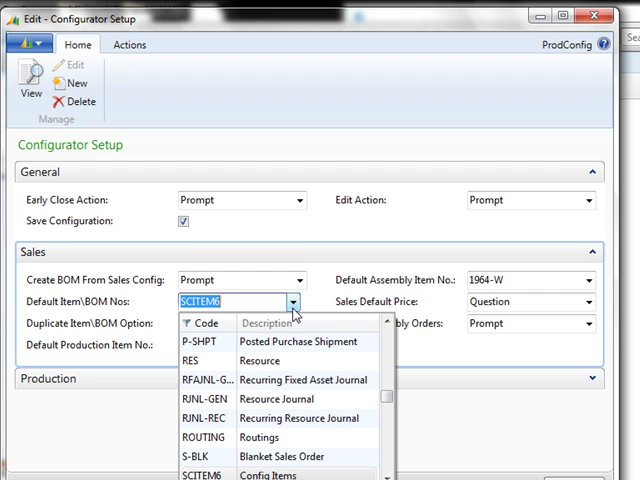 Edit - Configurator Setup
Home
Actions
ProdConfig
Sea
View
Edit
New
Delete
Manage
Configurator Setup
General
Early Close Action:
Prompt
Edit Action:
Prompt
Save Configuration:
Sales
Create BOM From Sales Config:
Prompt
Default Assembly Item No.:
1964-W
Default Item\BOM Nos:
SCITEM6
Sales Default Price:
Question
Duplicate Item\BOM Option:
bly Orders:
Prompt
Default Production Item No.:
Production
Code
Description
P-SHPT
Posted Purchase Shipment
RES
Resource
RFAJNL-G...
Recurring Fixed Asset Journal
RJNL-GEN
Resource Journal
RJNL-REC
Recurring Resource Journal
ROUTING
Routings
S-BLK
Blanket Sales Order
SCITEM6
Config Items